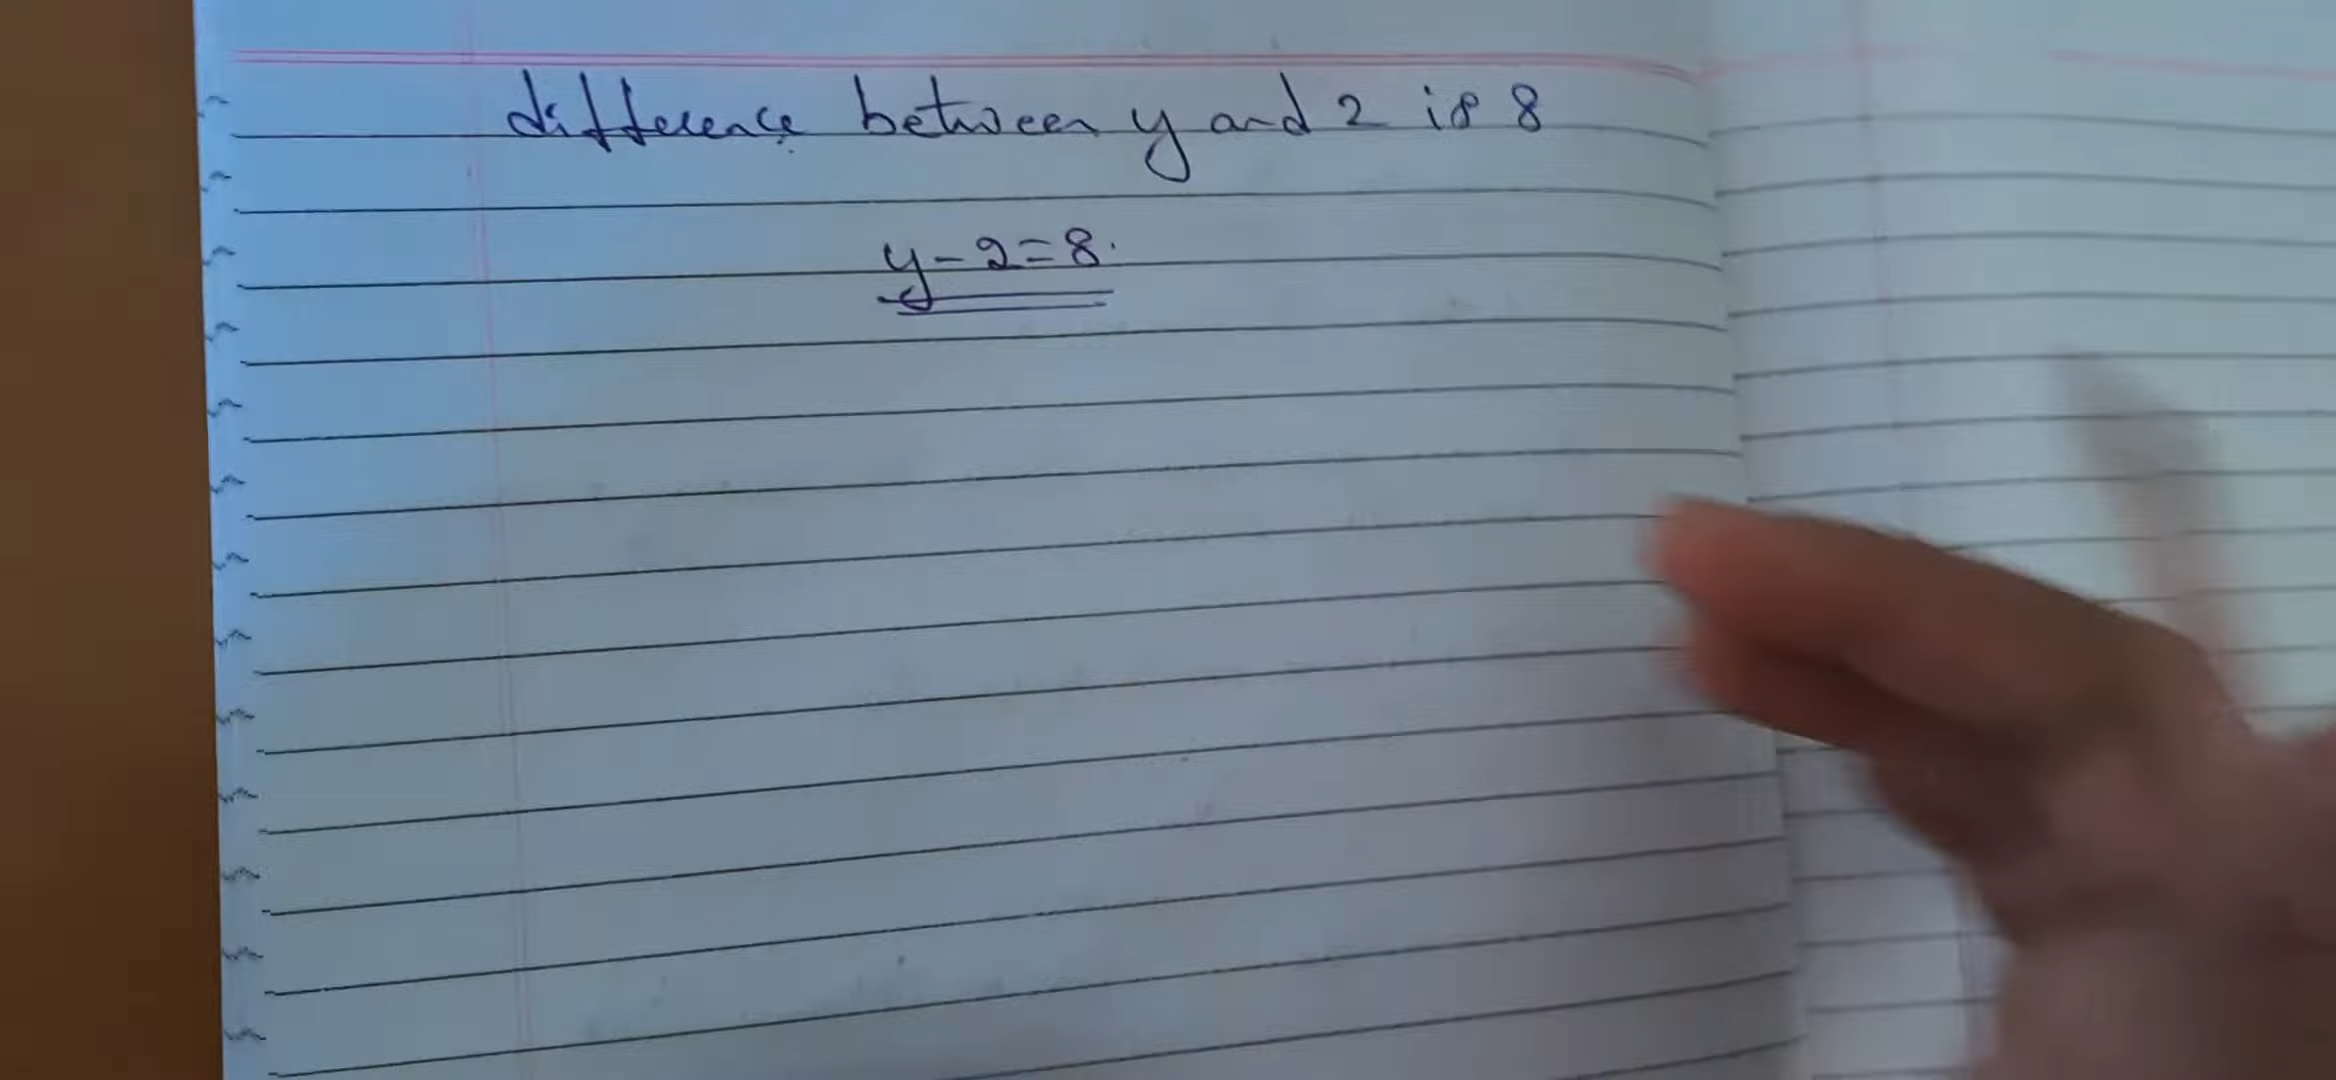 difference between y and 2 is 8
y-2=8.